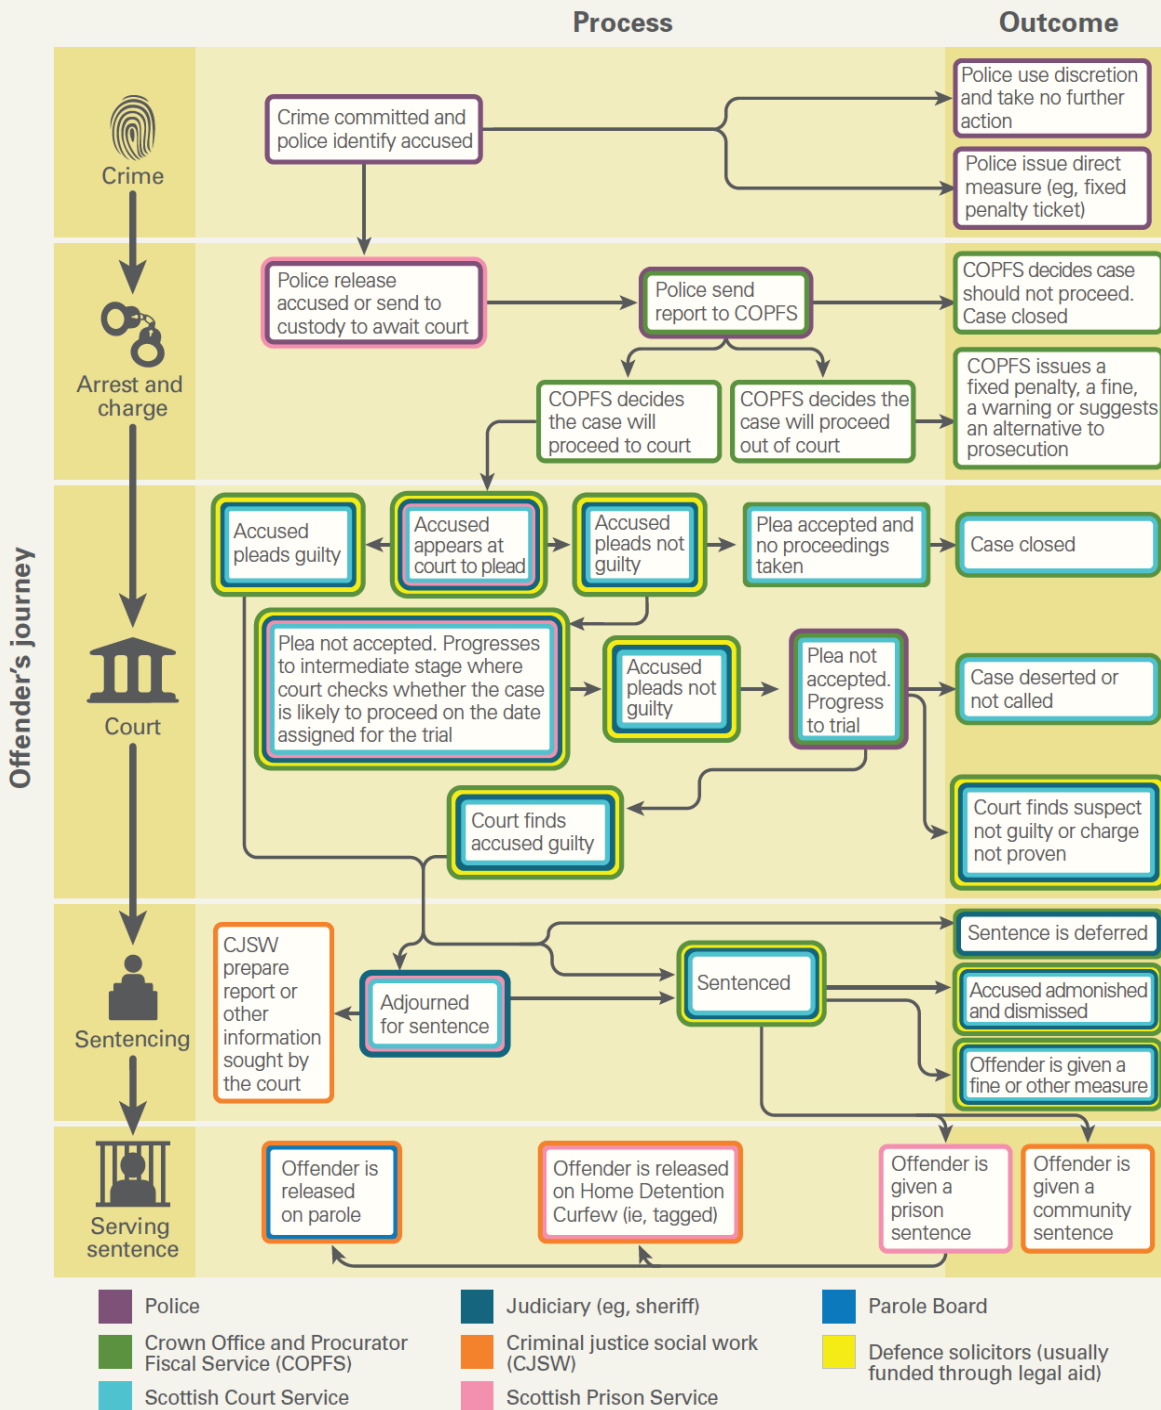 Process
Outcome
Offender's journey
Crime
Crime committed and
police identify accused
Police use discretion
and take no further
action
Police issue direct
measure (eg, fixed
penalty ticket)
Arrest and
charge
Police release
accused or send to
custody to await court
Police send
report to COPFS
COPFS decides case
should not proceed.
Case closed
COPFS decides
the case will
proceed to court
COPFS decides the
case will proceed
out of court
COPFS issues a
fixed penalty, a fine,
a warning or suggests
an alternative to
prosecution
Court
Accused
pleads guilty
Accused
appears at
court to plead
Accused
pleads not
guilty
Plea accepted and
no proceedings
taken
Case closed
Plea not accepted. Progresses
to intermediate stage where
court checks whether the case
is likely to proceed on the date
assigned for the trial
Accused
pleads not
guilty
Plea not
accepted.
Progress
to trial
Case deserted or
not called
Court finds
accused guilty
Court finds suspect
not guilty or charge
not proven
Sentencing
CJSW
prepare
report or
other
information
sought by
the court
Adjourned
for sentence
Sentenced
Sentence is deferred
Accused admonished
and dismissed
Offender is given a
fine or other measure
Serving
sentence
Offender is
released
on parole
Offender is released
on Home Detention
Curfew (ie, tagged)
Offender is
given a
prison
sentence
Offender is
given a
community
sentence
Police
Crown Office and Procurator
Fiscal Service (COPFS)
Scottish Court Service
Judiciary (eg, sheriff)
Criminal justice social work
(CJSW)
Scottish Prison Service
Parole Board
Defence solicitors (usually
funded through legal aid)